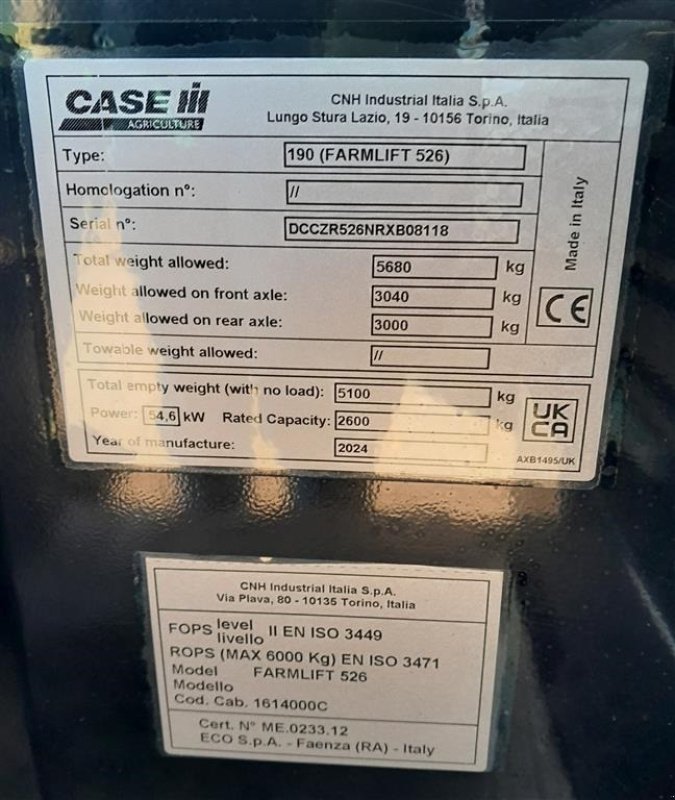 CASE IH
AGRICULTURE
CNH Industrial Italia S.p.A.
Lungo Stura Lazio, 19 - 10156 Torino, Italia
Type: 190 (FARMLIFT 526)
Homologation n°: //
Serial n°: DCCZR526NRXB08118
Made in Italy
Total weight allowed: 5680 kg
Weight allowed on front axle: 3040 kg
Weight allowed on rear axle: 3000 kg
CE
Towable weight allowed: //
Total empty weight (with no load): 5100 kg
Power: 54,6 kW Rated Capacity: 2600 kg
UK
CA
Year of manufacture: 2024
AXB1495/UK
CNH Industrial Italia S.p.A.
Via Plava, 80 - 10135 Torino, Italia
FOPS level
livello II EN ISO 3449
ROPS (MAX 6000 Kg) EN ISO 3471
Model FARMLIFT 526
Modello
Cod. Cab. 1614000C
Cert. N° ME.0233.12
ECO S.p.A. - Faenza (RA) - Italy